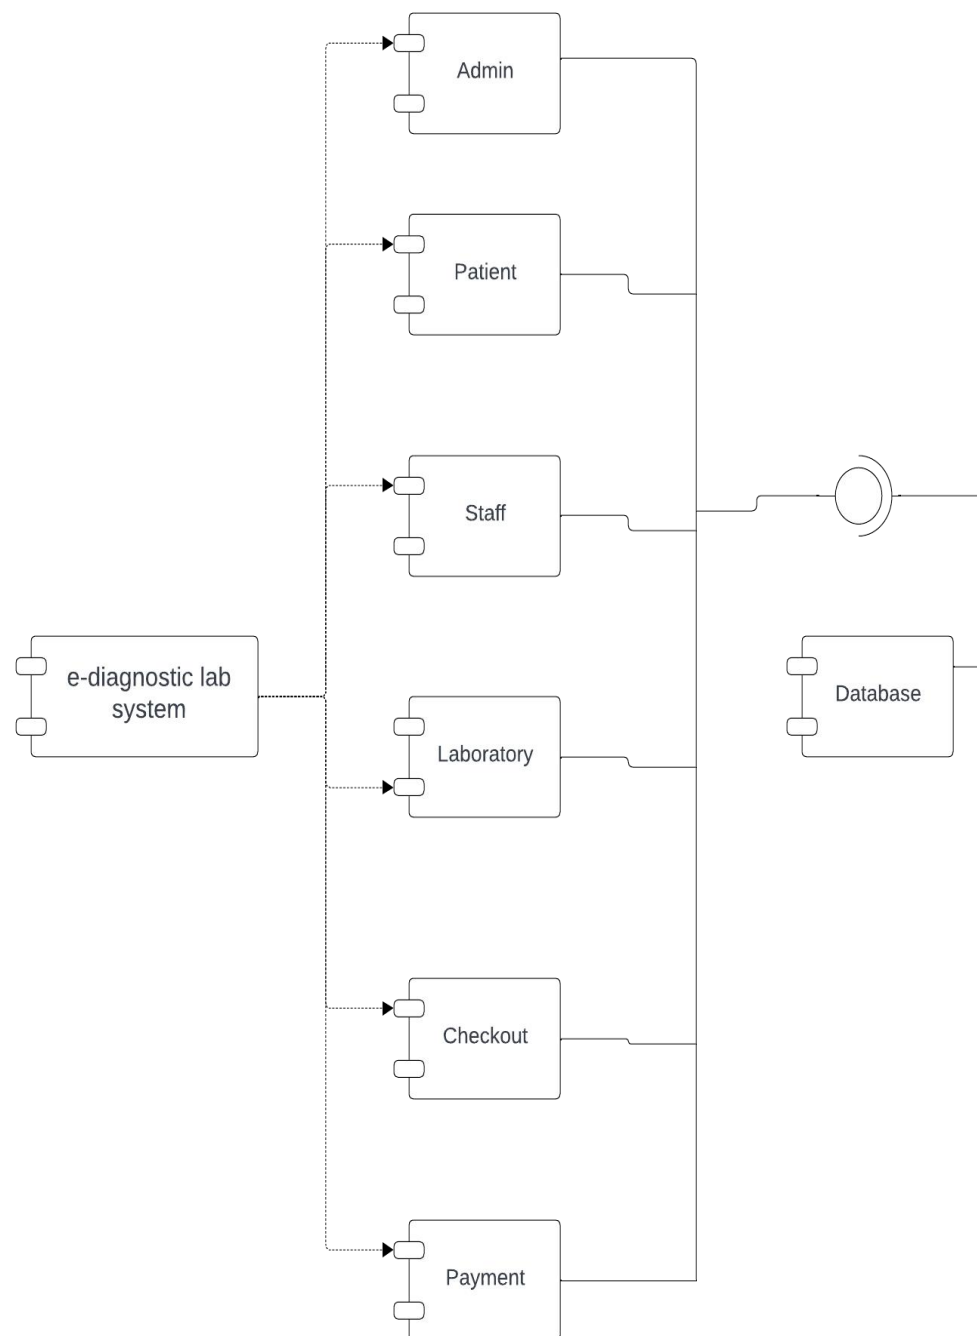 Admin
Patient
Staff
e-diagnostic lab
system
Laboratory
Database
Checkout
Payment